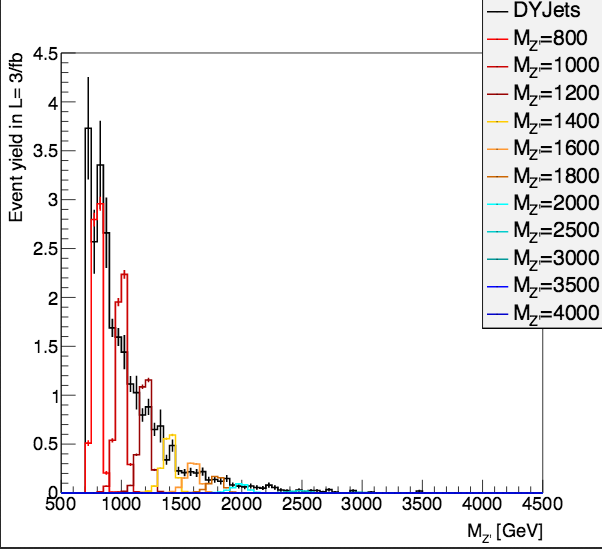 DYJets
M_Z'=800
M_Z'=1000
M_Z'=1200
M_Z'=1400
M_Z'=1600
M_Z'=1800
M_Z'=2000
M_Z'=2500
M_Z'=3000
M_Z'=3500
M_Z'=4000
Event yield in L= 3/fb
4.5
4
3.5
3
2.5
2
1.5
1
0.5
0
500 1000 1500 2000 2500 3000 3500 4000 4500
M_Z' [GeV]